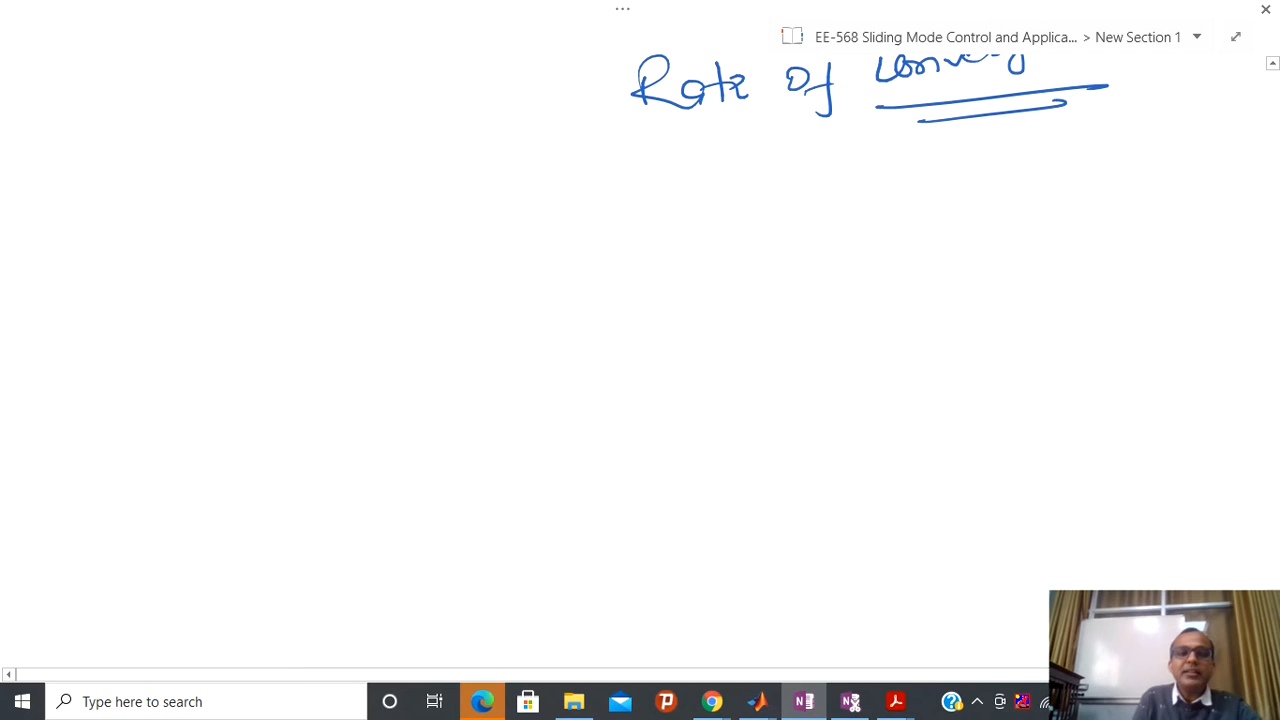 EE-568 Sliding Mode Control and Applica... > New Section 1
Rate of
Type here to search